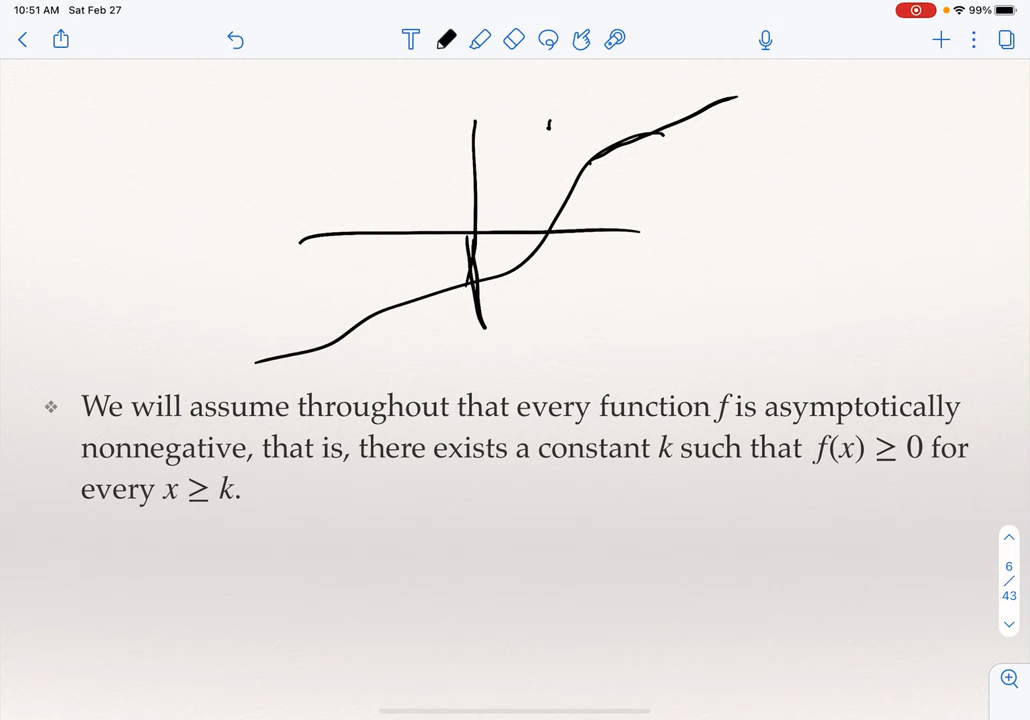 10:51 AM Sat Feb 27
99%
T
❖ We will assume throughout that every function f is asymptotically
nonnegative, that is, there exists a constant k such that f(x) ≥ 0 for
every x ≥ k.
6
/
43